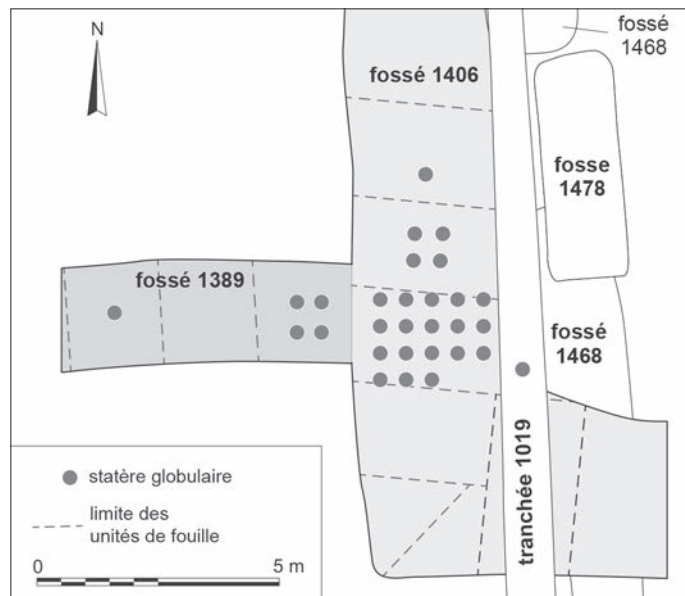 fossé
1468
N
fossé 1406
fosse
1478
fossé 1389
fossé
1468
tranchée 1019
statère globulaire
limite des
unités de fouille
0
5 m